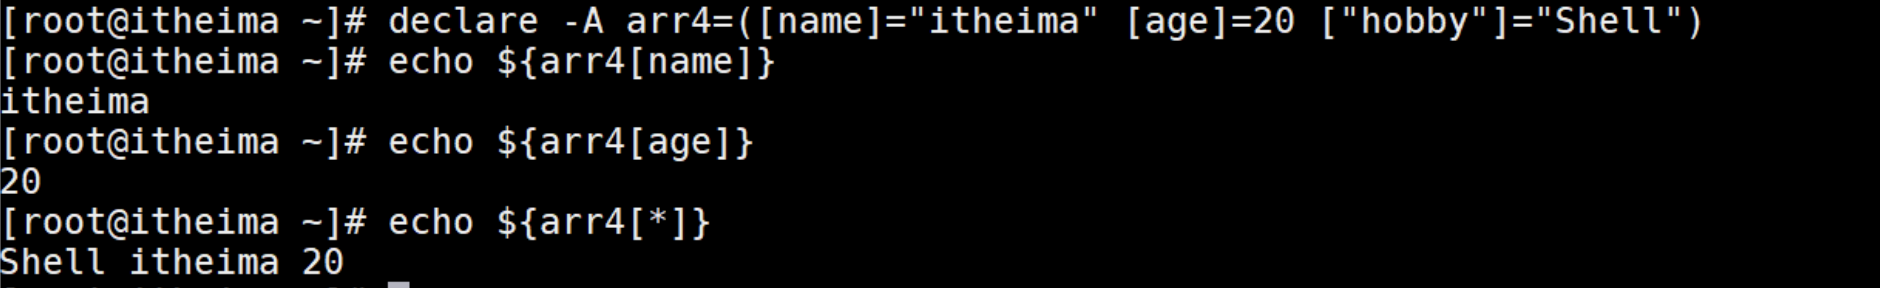 [root@itheima ~]# declare -A arr4=([name]="itheima" [age]=20 ["hobby"]="Shell")
[root@itheima ~]# echo ${arr4[name]}
itheima
[root@itheima ~]# echo ${arr4[age]}
20
[root@itheima ~]# echo ${arr4[*]}
Shell itheima 20